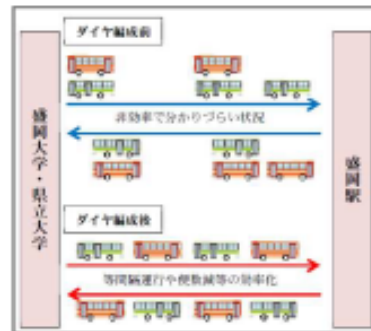 ダイヤ編成前
非効率で分かりづらい状況
盛岡大学・県立大学
盛岡駅
ダイヤ編成後
等間隔運行や便数減等の効率化